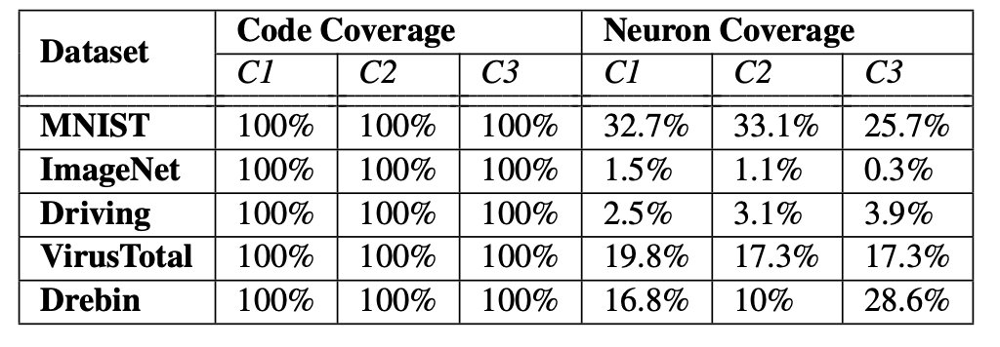 Dataset Code Coverage Neuron Coverage
C1 C2 C3 C1 C2 C3
MNIST 100% 100% 100% 32.7% 33.1% 25.7%
ImageNet 100% 100% 100% 1.5% 1.1% 0.3%
Driving 100% 100% 100% 2.5% 3.1% 3.9%
VirusTotal 100% 100% 100% 19.8% 17.3% 17.3%
Drebin 100% 100% 100% 16.8% 10% 28.6%